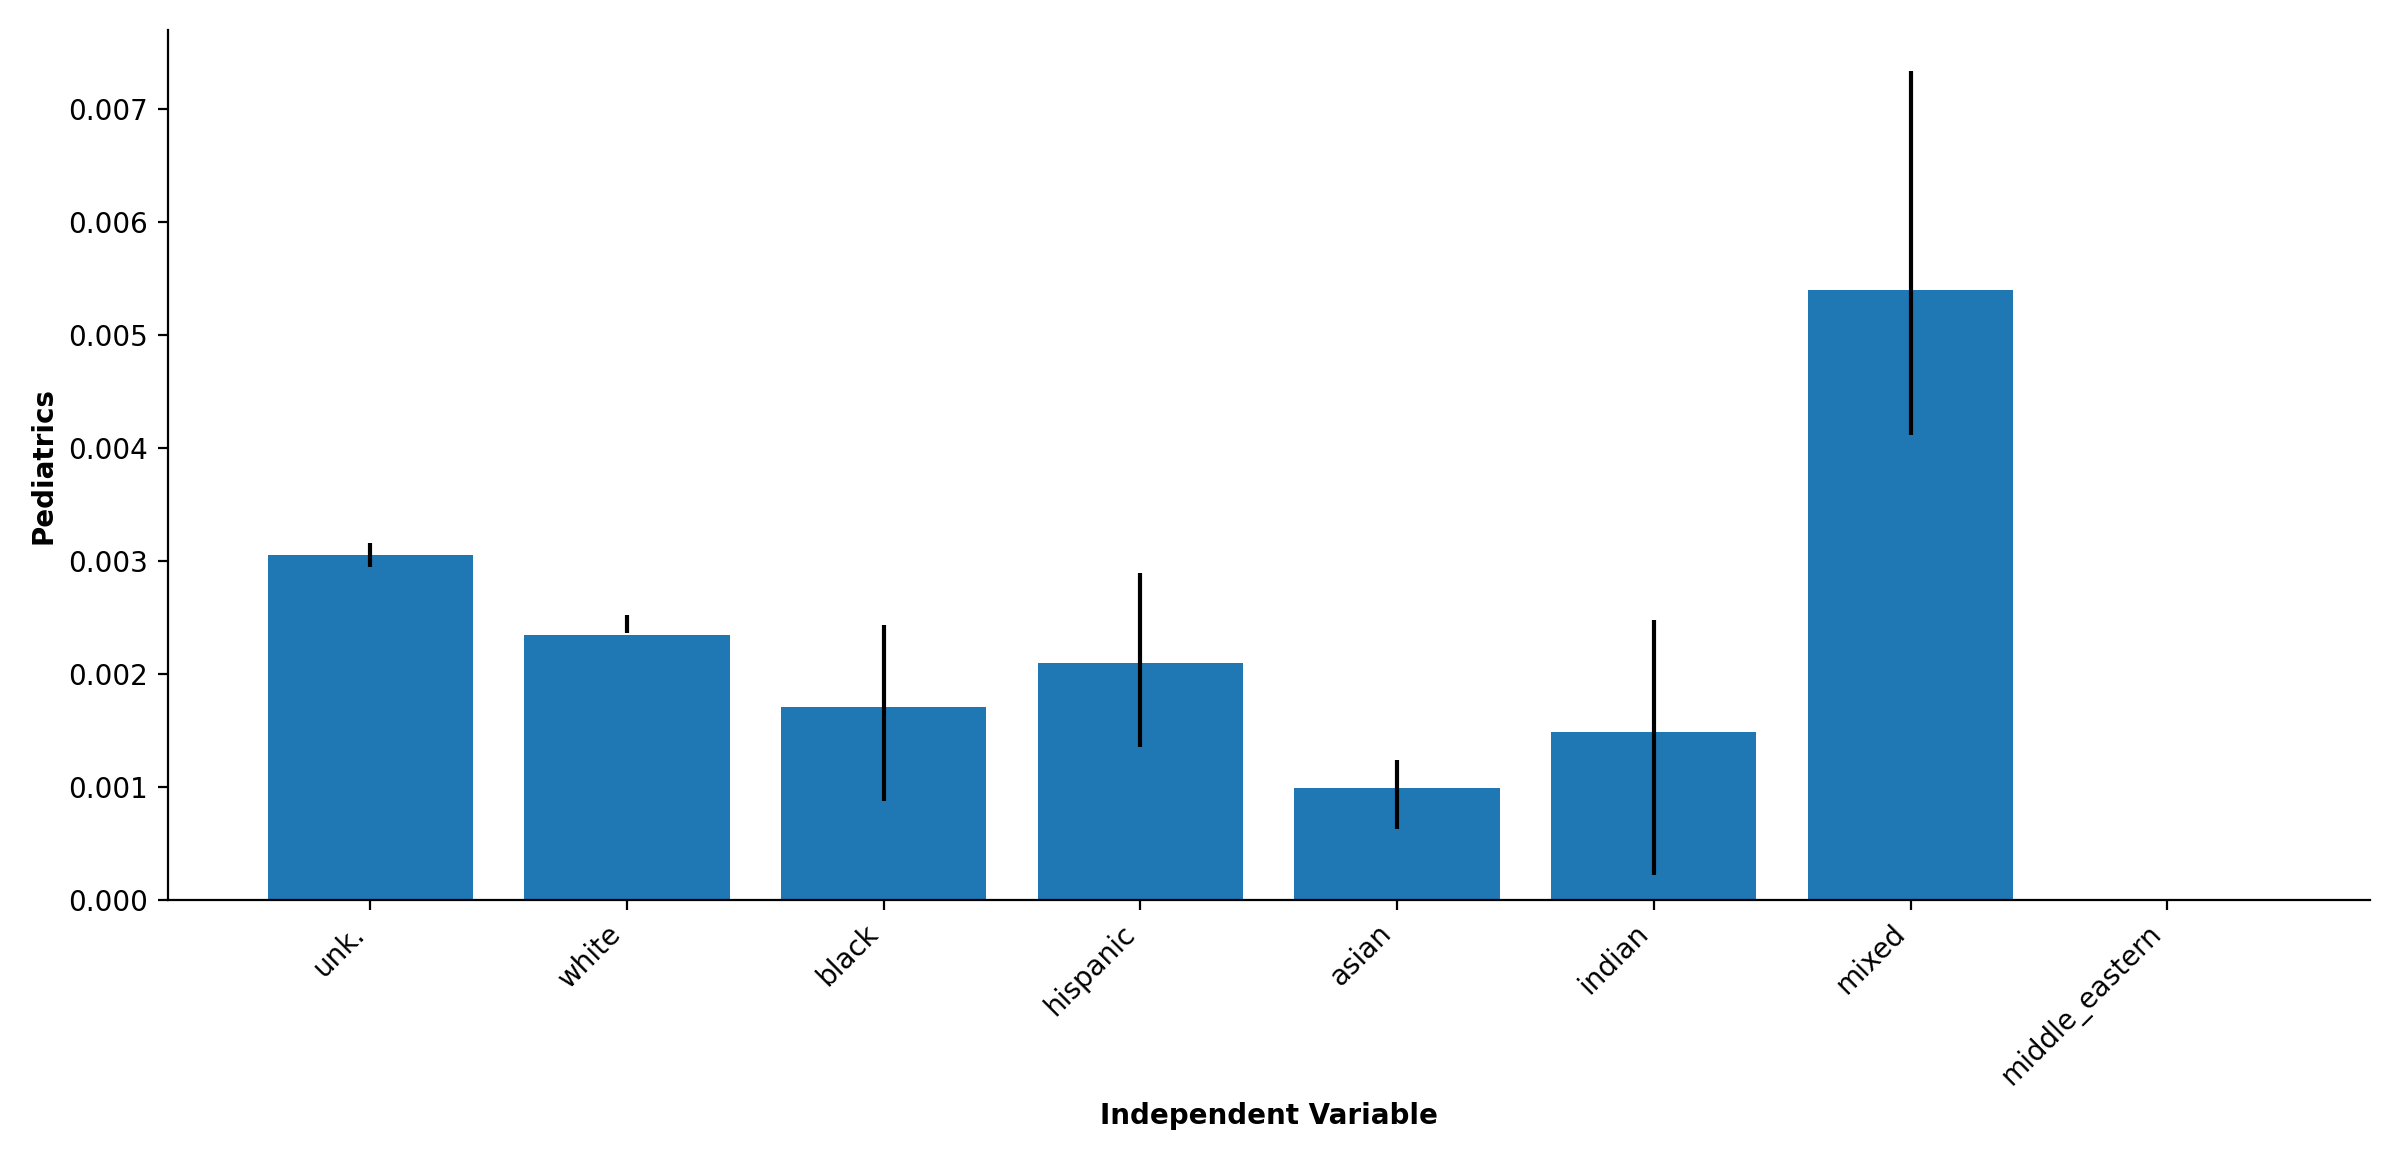 Pediatrics
0.007
0.006
0.005
0.004
0.003
0.002
0.001
0.000
unk.
white
black
hispanic
asian
indian
mixed
middle_eastern
Independent Variable